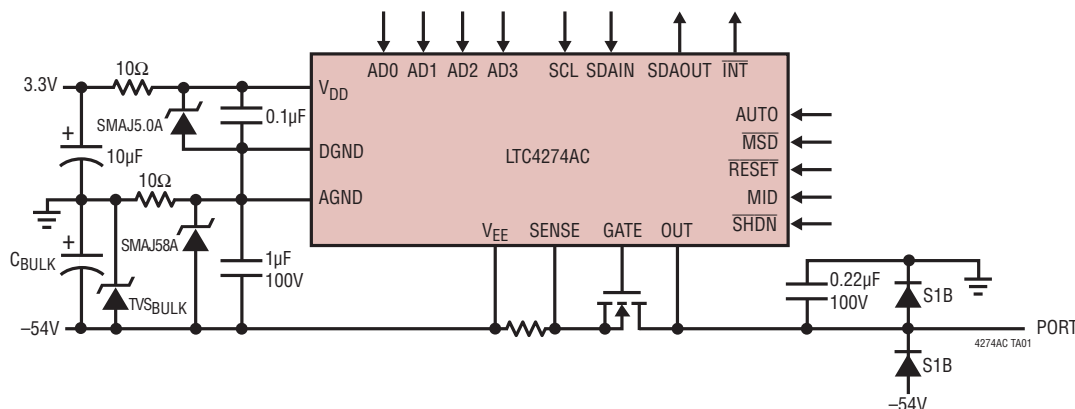 AD0 AD1 AD2 AD3 SCL SDAIN SDAOUT INT
3.3V
10Ω
VDD
SMAJ5.0A
0.1µF
+
10µF
DGND
LTC4274AC
AUTO
MSD
RESET
MID
SHDN
10Ω
AGND
+
CBULK
SMAJ58A
TVSBULK
1µF
100V
VEE SENSE GATE OUT
0.22µF
100V
S1B
–54V
PORT
4274AC TA01
S1B
–54V